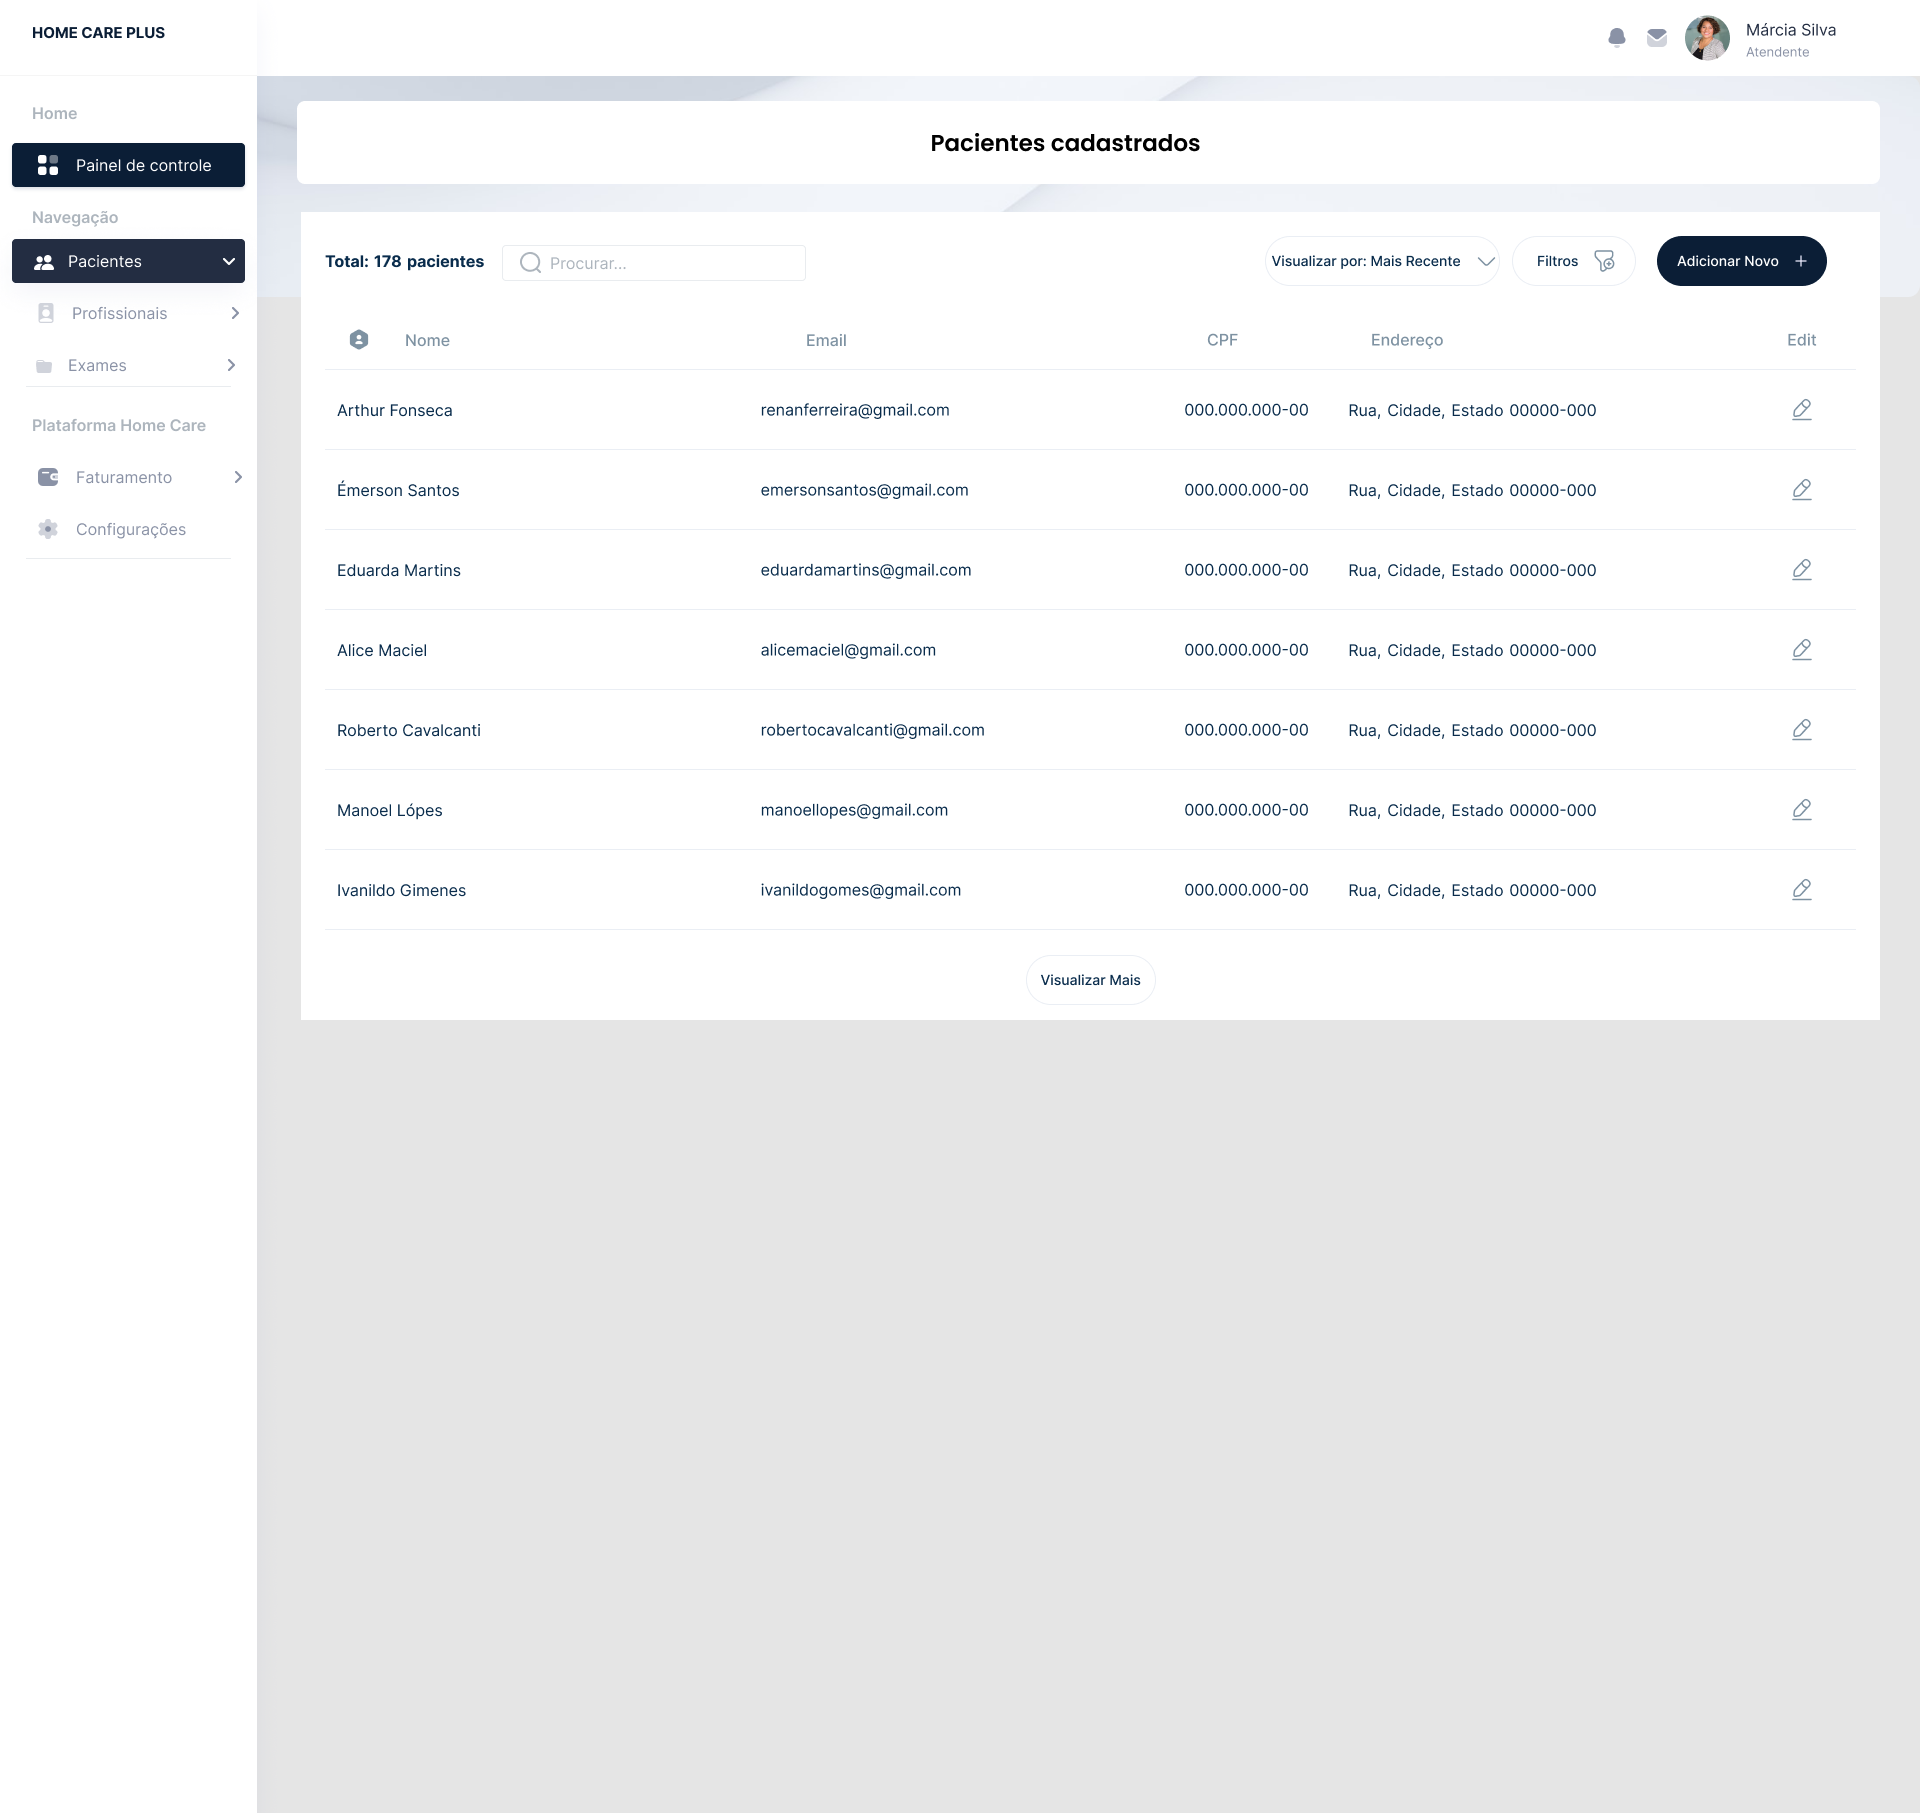 HOME CARE PLUS
Márcia Silva
Atendente
Home
Painel de controle
Navegação
Pacientes
Profissionais
Exames
Plataforma Home Care
Faturamento
Configurações
Pacientes cadastrados
Total: 178 pacientes
Procurar...
Visualizar por: Mais Recente
Filtros
Adicionar Novo
Nome Email CPF Endereço Edit
Arthur Fonseca renanferreira@gmail.com 000.000.000-00 Rua, Cidade, Estado 00000-000
Émerson Santos emersonsantos@gmail.com 000.000.000-00 Rua, Cidade, Estado 00000-000
Eduarda Martins eduardamartins@gmail.com 000.000.000-00 Rua, Cidade, Estado 00000-000
Alice Maciel alicemaciel@gmail.com 000.000.000-00 Rua, Cidade, Estado 00000-000
Roberto Cavalcanti robertocavalcanti@gmail.com 000.000.000-00 Rua, Cidade, Estado 00000-000
Manoel Lópes manoellopes@gmail.com 000.000.000-00 Rua, Cidade, Estado 00000-000
Ivanildo Gimenes ivanildogomes@gmail.com 000.000.000-00 Rua, Cidade, Estado 00000-000
Visualizar Mais